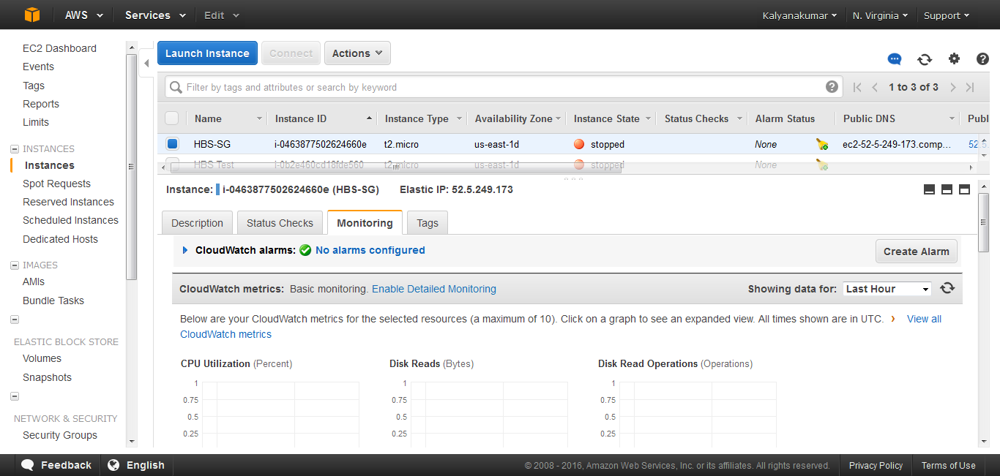 AWS Services Edit Kalyanakumar N. Virginia Support
EC2 Dashboard
Events
Tags
Reports
Limits
INSTANCES
Instances
Spot Requests
Reserved Instances
Scheduled Instances
Dedicated Hosts
IMAGES
AMIs
Bundle Tasks
ELASTIC BLOCK STORE
Volumes
Snapshots
NETWORK & SECURITY
Security Groups
Launch Instance Connect Actions
Filter by tags and attributes or search by keyword 1 to 3 of 3
Name Instance ID Instance Type Availability Zone Instance State Status Checks Alarm Status Public DNS Publ
HBS-SG i-0463877502624660e t2.micro us-east-1d stopped None ec2-52-5-249-173.comp... 52.5.
HBS Test i-0b2e460cd18fde560 t2.micro us-east-1d stopped None
Instance: i-0463877502624660e (HBS-SG) Elastic IP: 52.5.249.173
Description Status Checks Monitoring Tags
CloudWatch alarms: No alarms configured Create Alarm
CloudWatch metrics: Basic monitoring. Enable Detailed Monitoring Showing data for: Last Hour
Below are your CloudWatch metrics for the selected resources (a maximum of 10). Click on a graph to see an expanded view. All times shown are in UTC. › View all
CloudWatch metrics
CPU Utilization (Percent) Disk Reads (Bytes) Disk Read Operations (Operations)
1 1 1
0.75 0.75 0.75
0.5 0.5 0.5
0.25 0.25 0.25
Feedback English © 2008 - 2016, Amazon Web Services, Inc. or its affiliates. All rights reserved. Privacy Policy Terms of Use